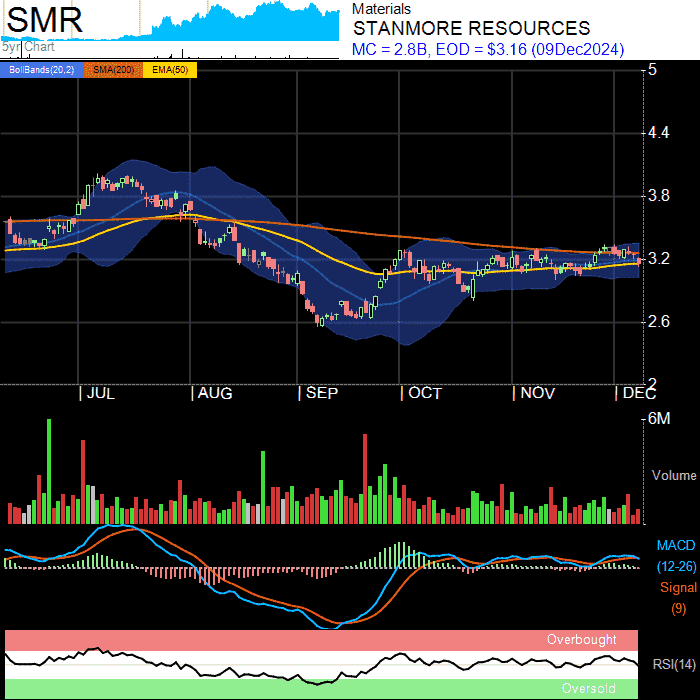 SMR
5yr Chart
Materials
STANMORE RESOURCES
MC = 2.8B, EOD = $3.16 (09Dec2024)
BollBands(20,2) SMA(200) EMA(50)
5
4.4
3.8
3.2
2.6
2
JUL AUG SEP OCT NOV DEC
6M
Volume
MACD
(12-26)
Signal
(9)
Overbought
RSI(14)
Oversold